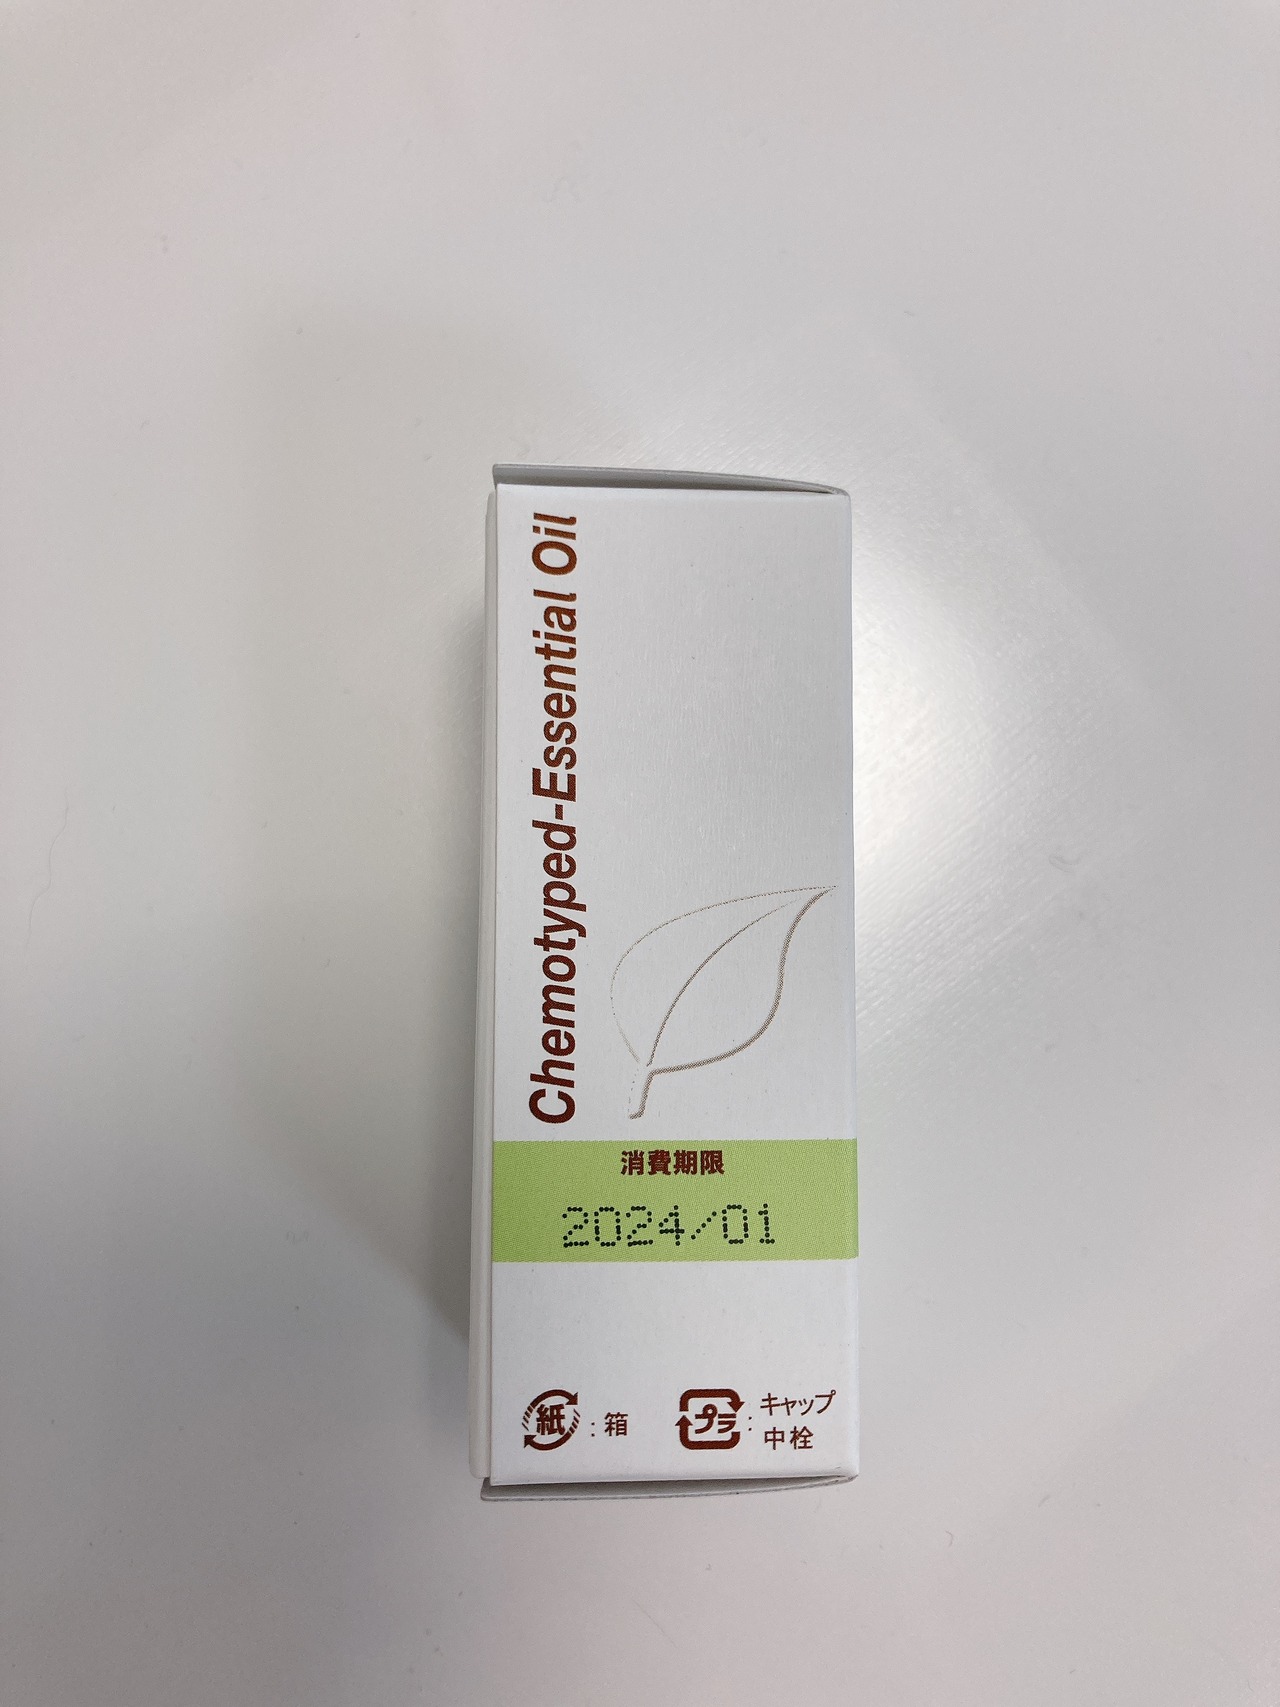 Chemotyped-Essential Oil
消費期限
2024/01
紙 : 箱
プラ : キャップ
中栓